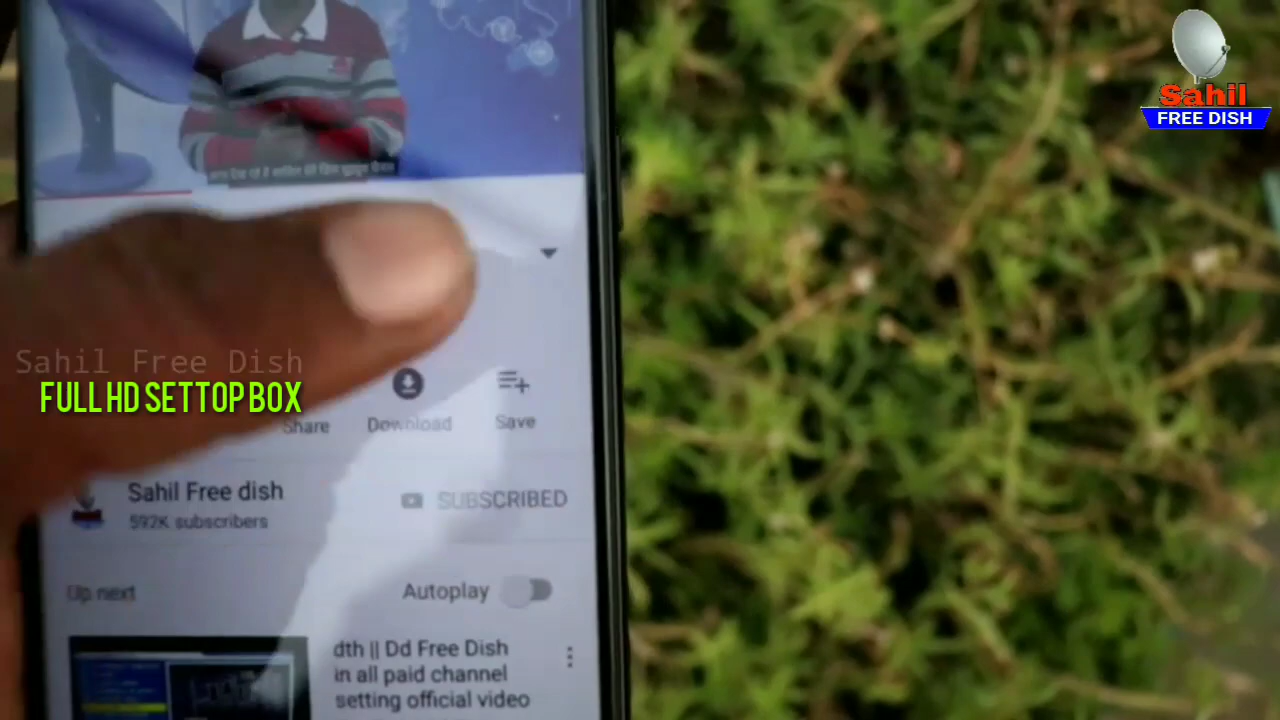 Sahil
FREE DISH
Sahil Free Dish
FULL HD SETTOP BOX
Share
Download
Save
Sahil Free dish
592K subscribers
SUBSCRIBED
Up next
Autoplay
dth || Dd Free Dish
in all paid channel
setting official video